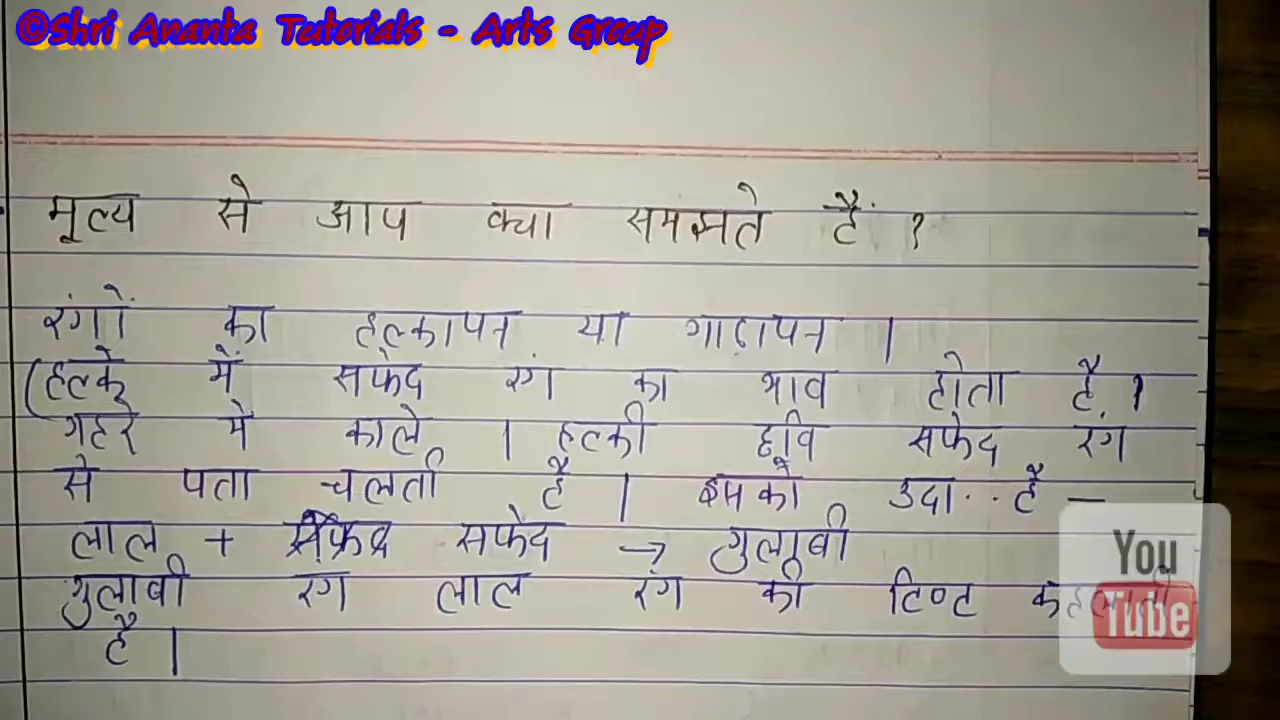 ©Shri Ananta Tutorials - Arts Group
मूल्य से आप क्या समझते हैं ?
रंगों का हल्कापन या गाढ़ापन |
(हल्के में सफेद रंग का भाव होता है।
गहरे मे काले | हल्की छवि सफेद रंग
से पता चलती है | इसको उदा.. है —
लाल + सफेद → गुलाबी
गुलाबी रंग लाल रंग की टिण्ट कहलाती
है |
You
Tube